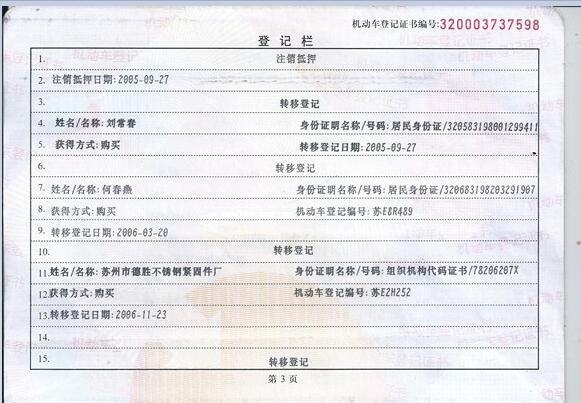 机动车登记证书编号:320003737598
登记栏
1. 注销抵押
2. 注销抵押日期:2005-09-27
3. 转移登记
4. 姓名/名称:刘常春 身份证明名称/号码:居民身份证/320583198001299411
5. 获得方式:购买 转移登记日期:2005-09-27
6. 转移登记
7. 姓名/名称:何春燕 身份证明名称/号码:居民身份证/320683198203291907
8. 获得方式:购买 机动车登记编号:苏E8R489
9. 转移登记日期:2006-03-20
10. 转移登记
11. 姓名/名称:苏州市德胜不锈钢紧固件厂 身份证明名称/号码:组织机构代码证书/78206207X
12. 获得方式:购买 机动车登记编号:苏E2H252
13. 转移登记日期:2006-11-23
14.
15. 转移登记
第 3 页